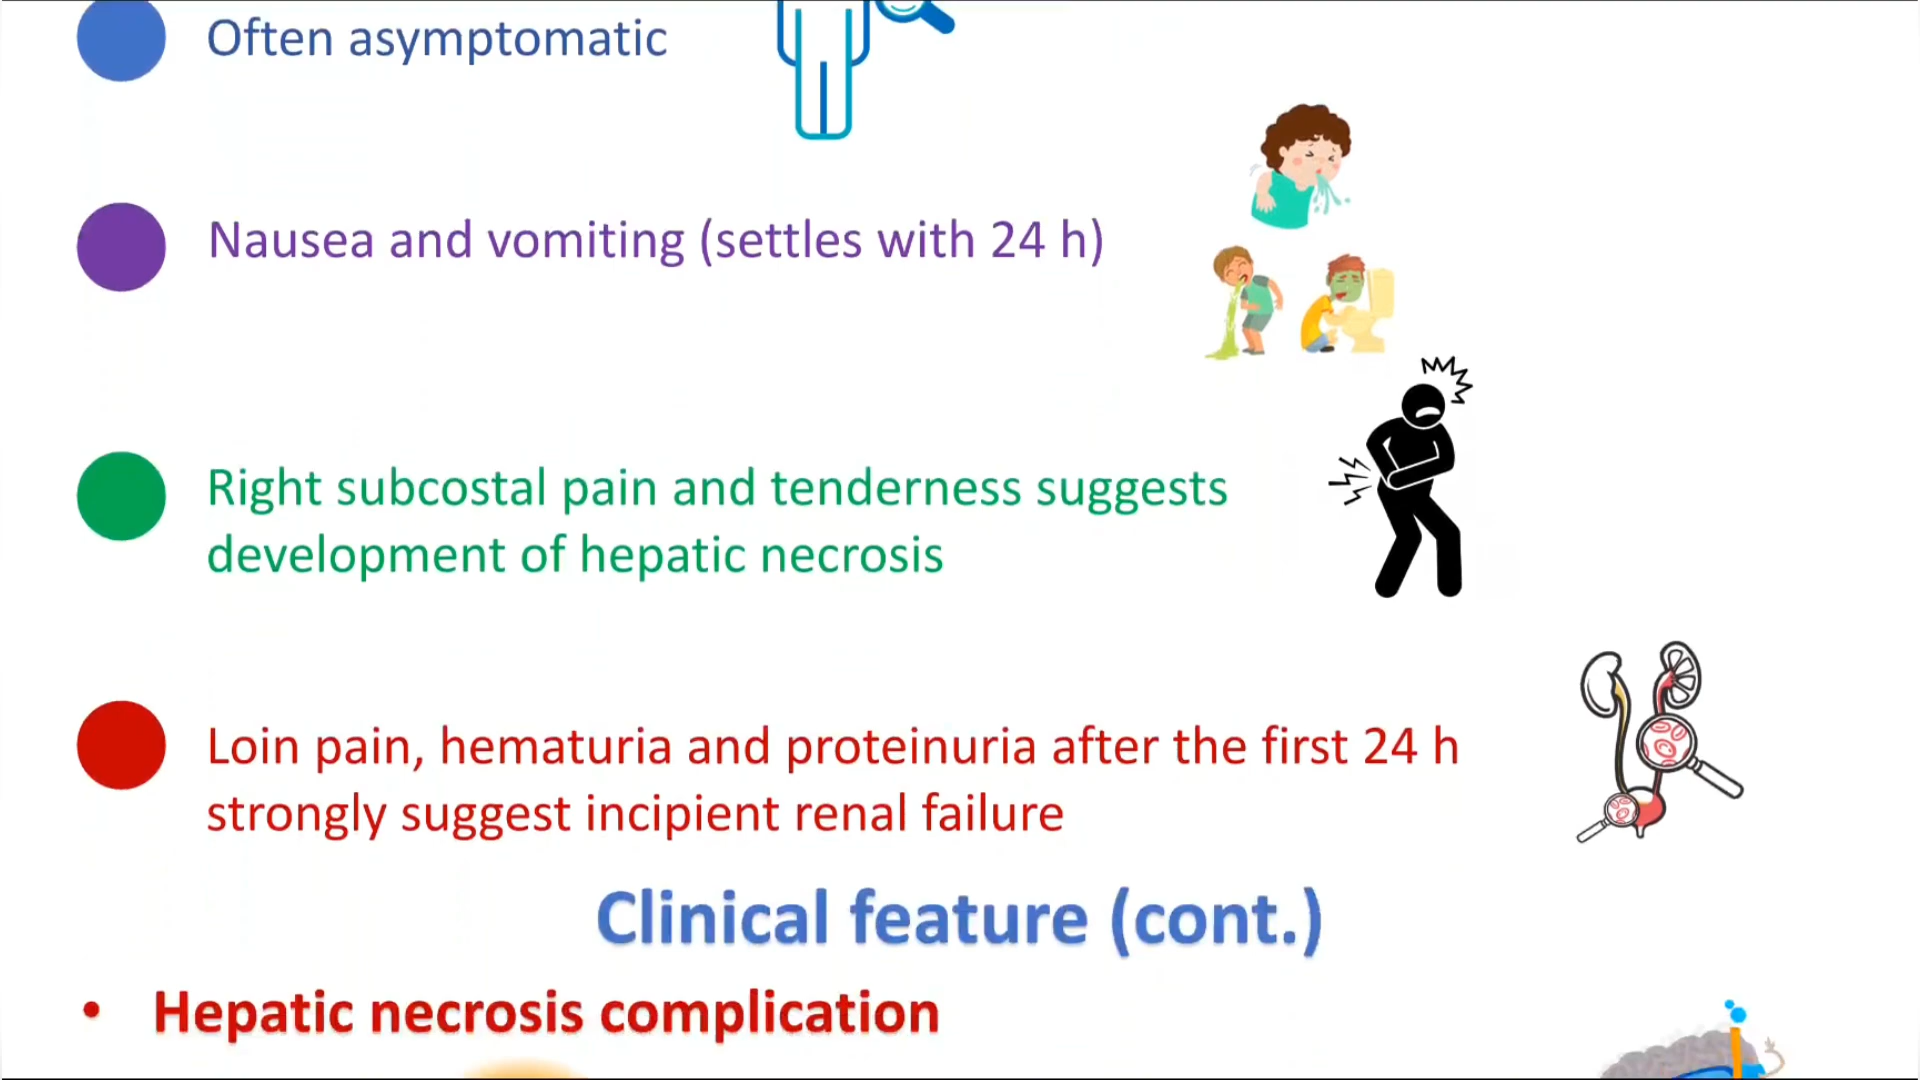 Often asymptomatic
Nausea and vomiting (settles with 24 h)
Right subcostal pain and tenderness suggests
development of hepatic necrosis
Loin pain, hematuria and proteinuria after the first 24 h
strongly suggest incipient renal failure
Clinical feature (cont.)
• Hepatic necrosis complication